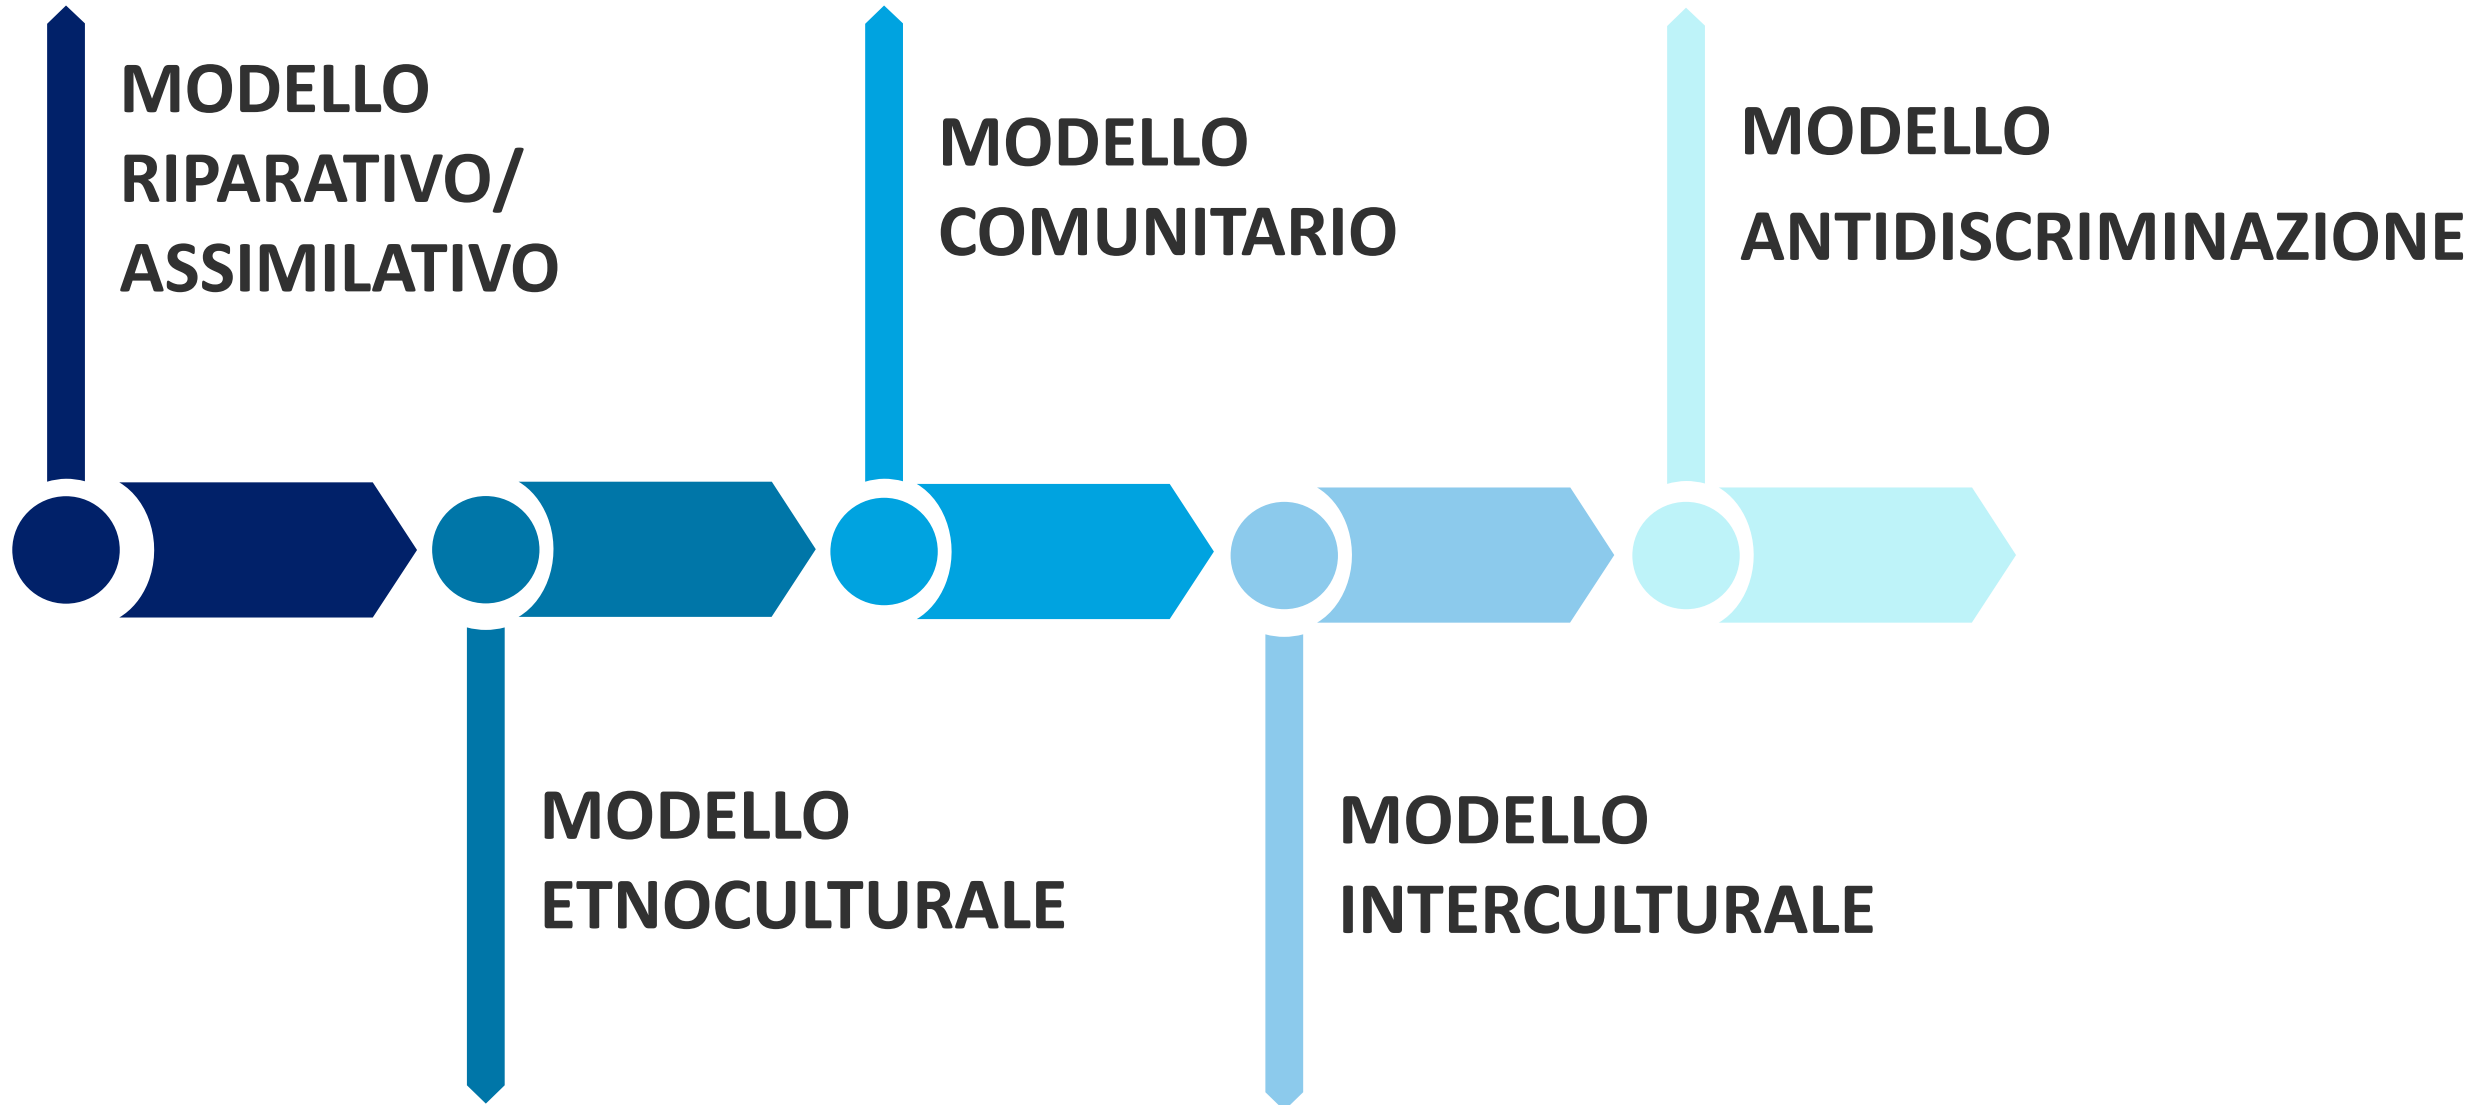 MODELLO
RIPARATIVO/
ASSIMILATIVO
MODELLO
ETNOCULTURALE
MODELLO
COMUNITARIO
MODELLO
INTERCULTURALE
MODELLO
ANTIDISCRIMINAZIONE